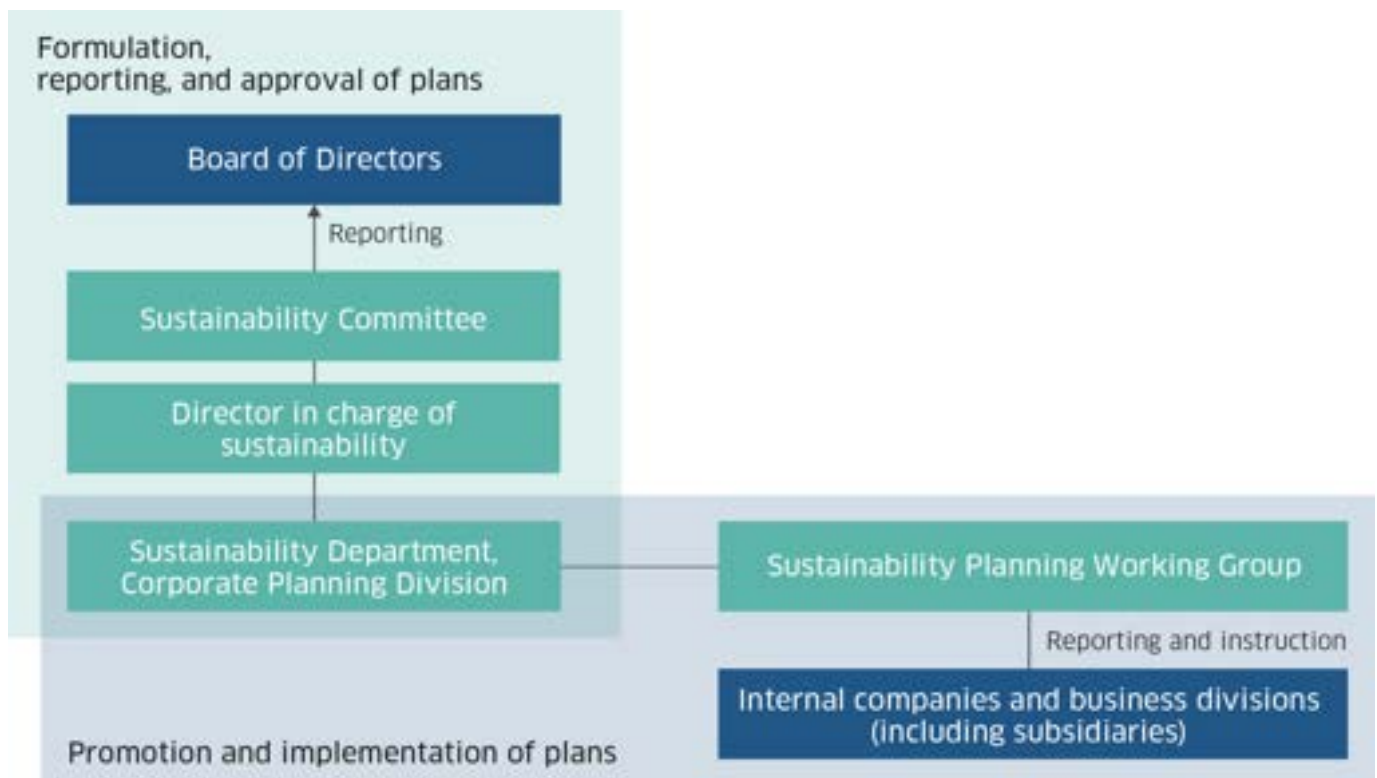 Formulation,
reporting, and approval of plans
Board of Directors
Reporting
Sustainability Committee
Director in charge of
sustainability
Sustainability Department,
Corporate Planning Division
Sustainability Planning Working Group
Reporting and instruction
Internal companies and business divisions
(including subsidiaries)
Promotion and implementation of plans